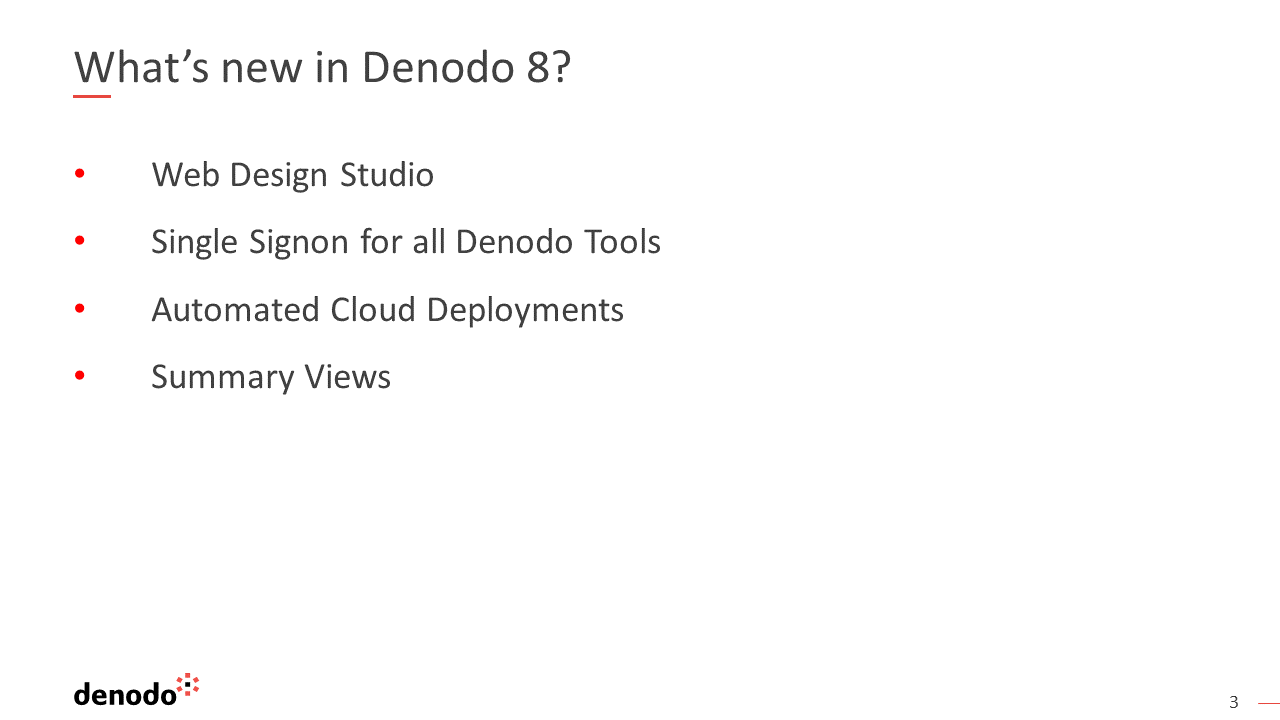 What’s new in Denodo 8?
• Web Design Studio
• Single Signon for all Denodo Tools
• Automated Cloud Deployments
• Summary Views
denodo
3